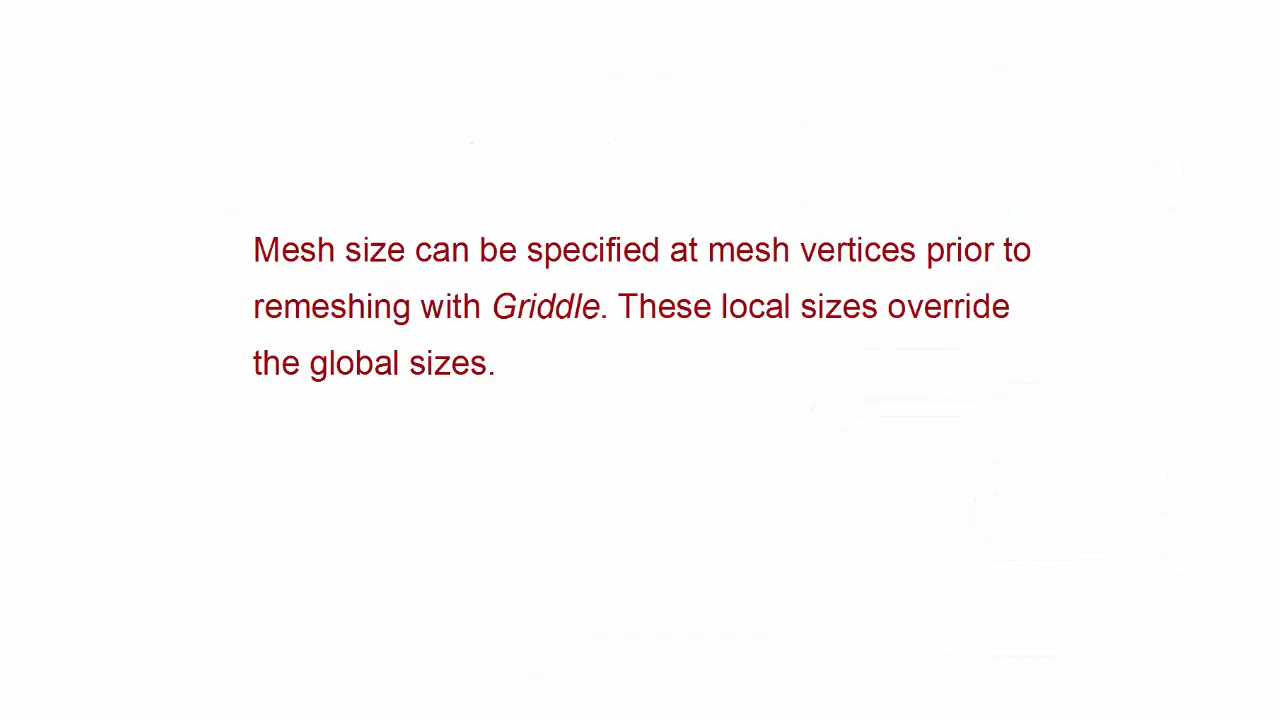 Mesh size can be specified at mesh vertices prior to
remeshing with Griddle. These local sizes override
the global sizes.